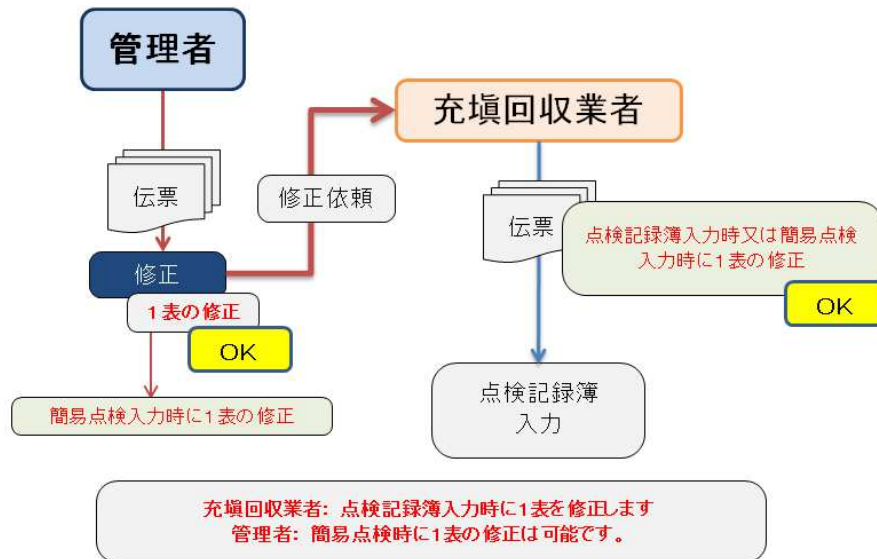 管理者
充塡回収業者
伝票
修正依頼
伝票
点検記録簿入力時又は簡易点検
入力時に1表の修正
修正
1表の修正
OK
OK
点検記録簿
入力
簡易点検入力時に1表の修正
充塡回収業者: 点検記録簿入力時に1表を修正します
管理者: 簡易点検時に1表の修正は可能です。